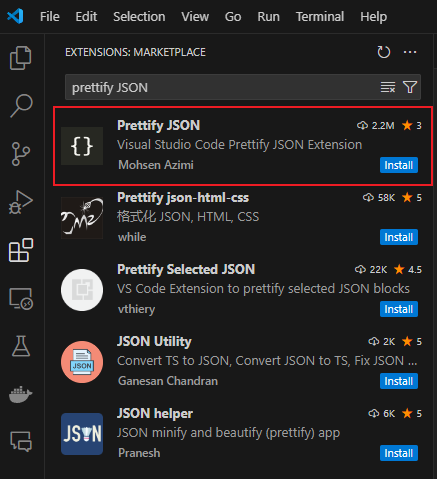 File Edit Selection View Go Run Terminal Help
EXTENSIONS: MARKETPLACE
prettify JSON
Prettify JSON 2.2M ★ 3
Visual Studio Code Prettify JSON Extension
Mohsen Azimi Install
Prettify json-html-css 58K ★ 5
格式化 JSON, HTML, CSS
while Install
Prettify Selected JSON 22K ★ 4.5
VS Code Extension to prettify selected JSON blocks
vthiery Install
JSON Utility 2K ★ 5
JSON
Convert TS to JSON, Convert JSON to TS, Fix JSON ...
Ganesan Chandran Install
JSON helper 6K ★ 5
JSON
JSON minify and beautify (prettify) app
Pranesh Install